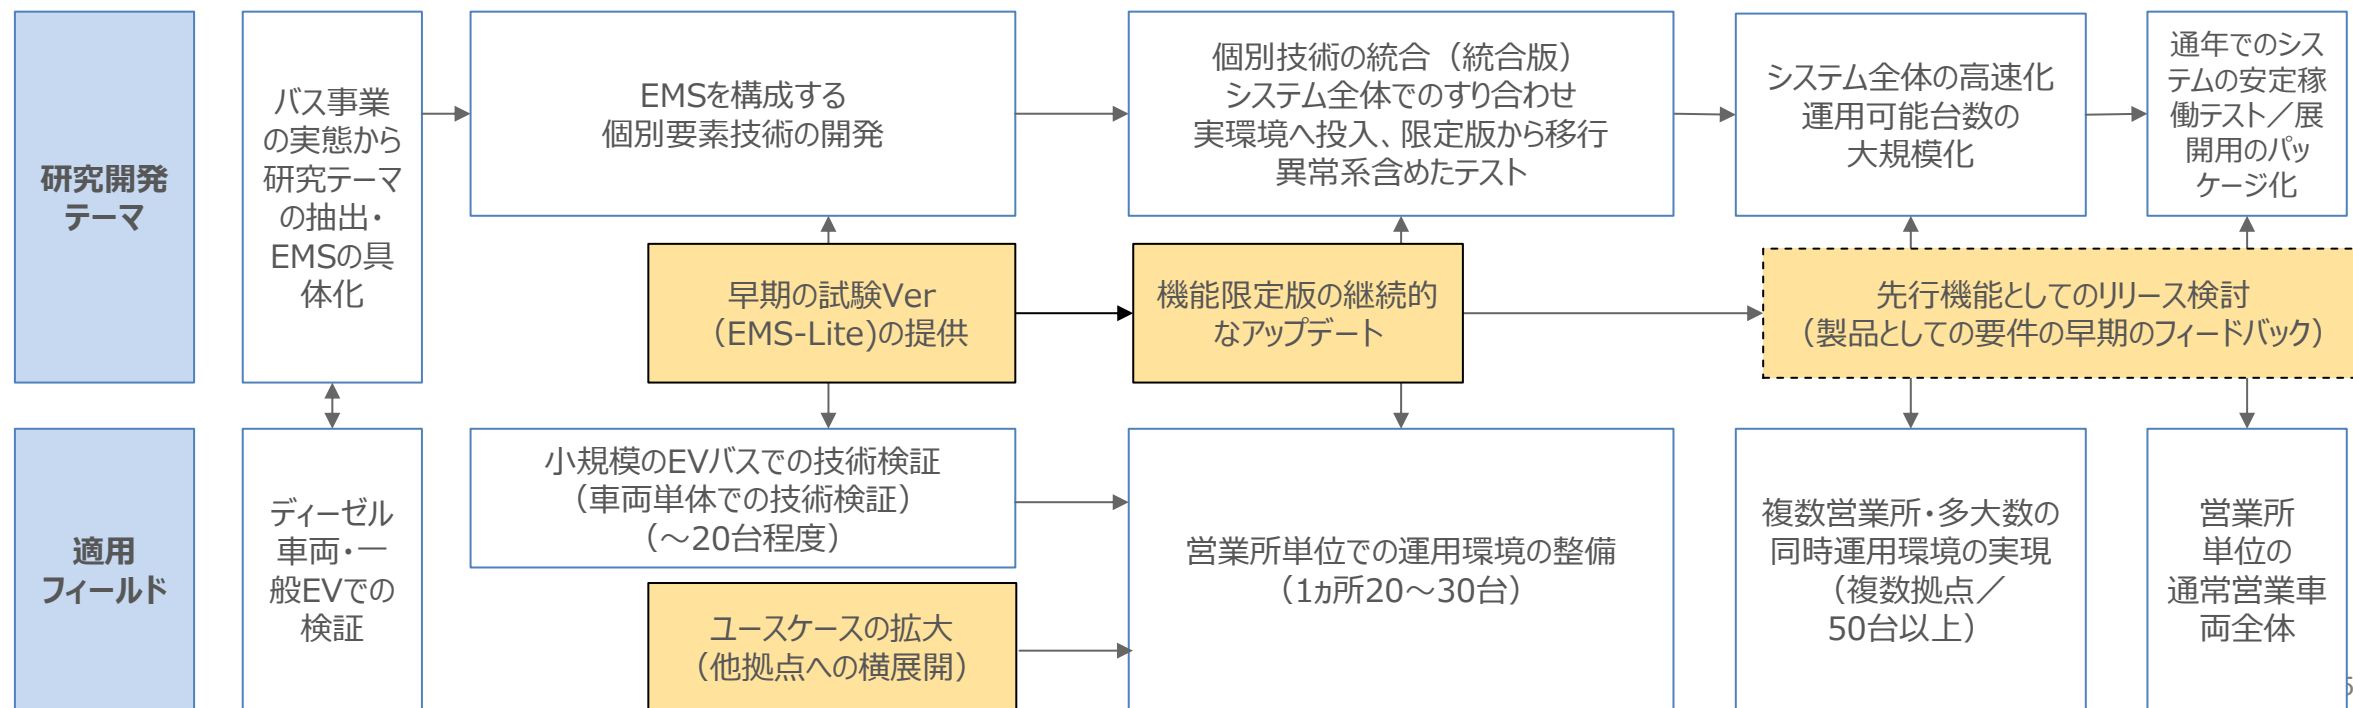 研究開発
テーマ
バス事業
の実態から
研究テーマ
の抽出・
EMSの具
体化
EMSを構成する
個別要素技術の開発
個別技術の統合（統合版）
システム全体でのすり合わせ
実環境へ投入、限定版から移行
異常系含めたテスト
システム全体の高速化
運用可能台数の
大規模化
通年でのシス
テムの安定稼
働テスト／展
開用のパッ
ケージ化
早期の試験Ver
（EMS-Lite)の提供
機能限定版の継続的
なアップデート
先行機能としてのリリース検討
（製品としての要件の早期のフィードバック）
適用
フィールド
ディーゼル
車両・一
般EVでの
検証
小規模のEVバスでの技術検証
（車両単体での技術検証）
（～20台程度）
ユースケースの拡大
（他拠点への横展開）
営業所単位での運用環境の整備
（1ヵ所20～30台）
複数営業所・多大数の
同時運用環境の実現
（複数拠点／
50台以上）
営業所
単位の
通常営業車
両全体